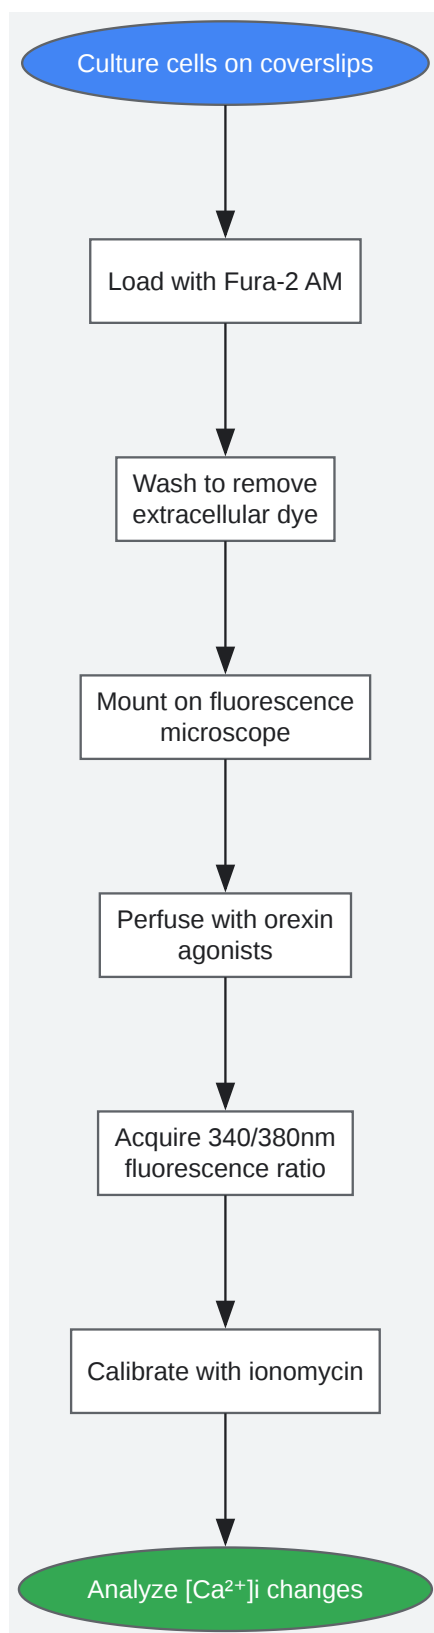 Culture cells on coverslips
Load with Fura-2 AM
Wash to remove
extracellular dye
Mount on fluorescence
microscope
Perfuse with orexin
agonists
Acquire 340/380nm
fluorescence ratio
Calibrate with ionomycin
Analyze [Ca²⁺]i changes